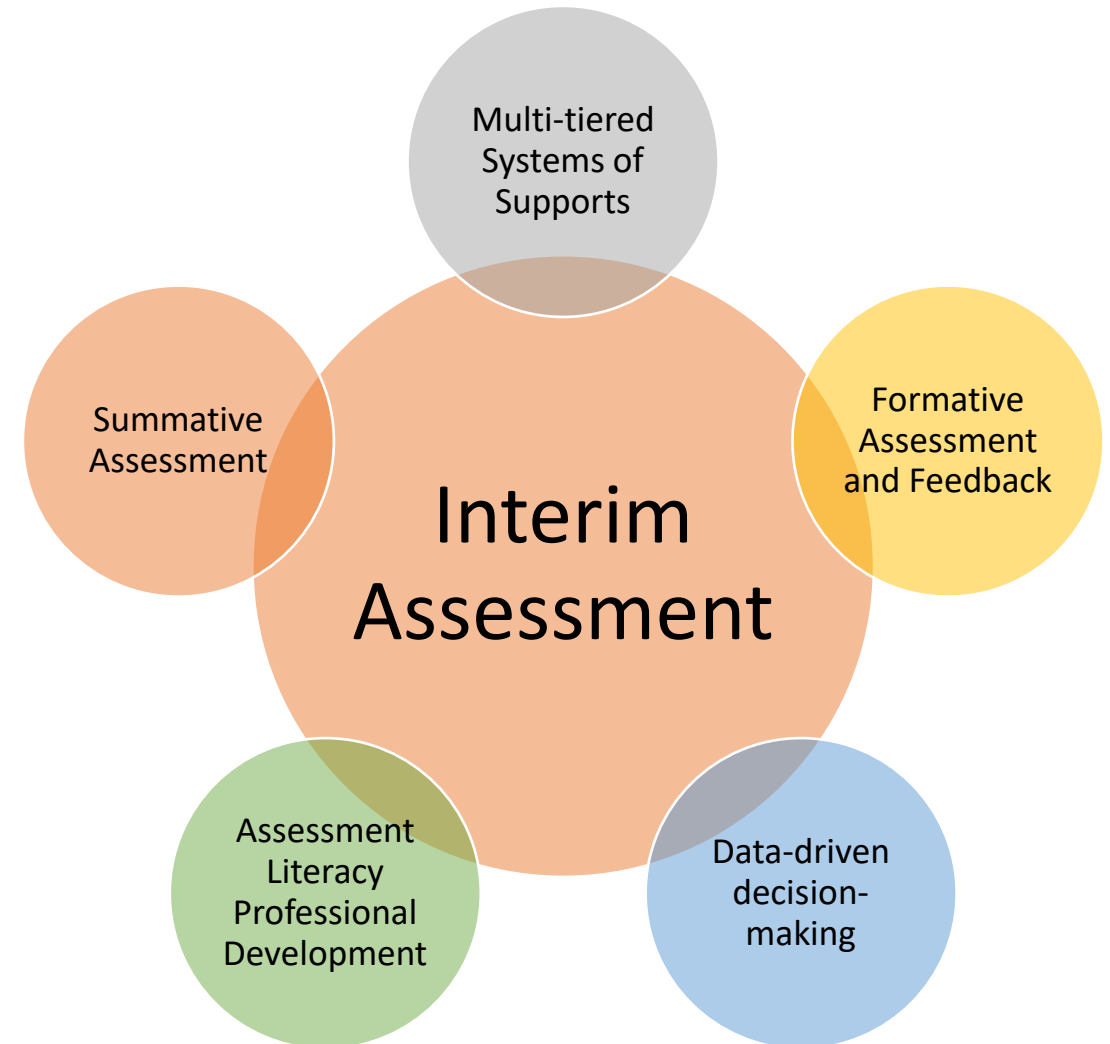 Multi-tiered
Systems of
Supports
Summative
Assessment
Formative
Assessment
and Feedback
Interim
Assessment
Assessment
Literacy
Professional
Development
Data-driven
decision-
making